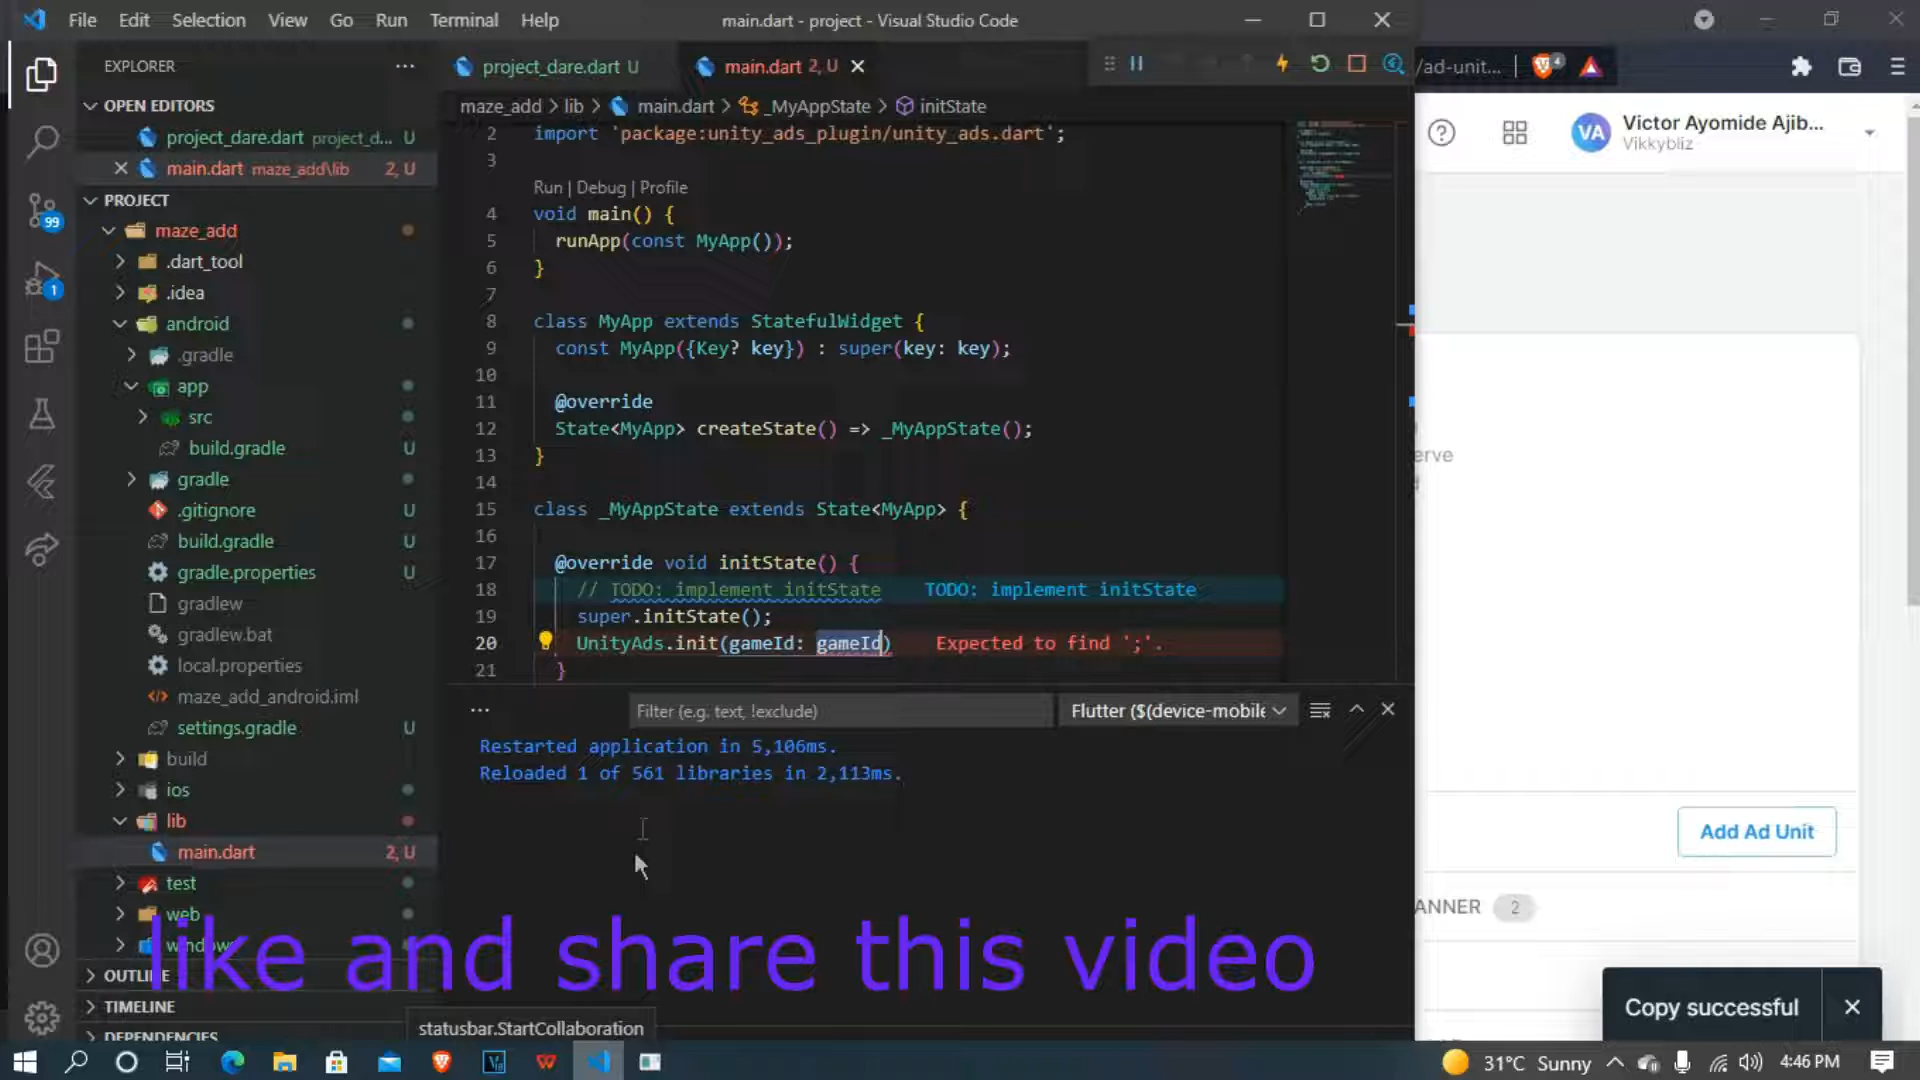 File Edit Selection View Go Run Terminal Help
main.dart - project - Visual Studio Code
EXPLORER
OPEN EDITORS
project_dare.dart project_d... U
main.dart maze_add\lib 2, U
PROJECT
maze_add
.dart_tool
.idea
android
.gradle
app
src
build.gradle U
gradle
.gitignore U
build.gradle U
gradle.properties U
gradlew
gradlew.bat
local.properties
maze_add_android.iml
settings.gradle U
build
ios
lib
main.dart 2, U
test
web
windows
OUTLINE
TIMELINE
DEPENDENCIES
99
1
project_dare.dart U
main.dart 2, U
maze_add > lib > main.dart > _MyAppState > initState
2 import 'package:unity_ads_plugin/unity_ads.dart';
3
Run | Debug | Profile
4 void main() {
5 runApp(const MyApp());
6 }
7
8 class MyApp extends StatefulWidget {
9 const MyApp({Key? key}) : super(key: key);
10
11 @override
12 State<MyApp> createState() => _MyAppState();
13 }
14
15 class _MyAppState extends State<MyApp> {
16
17 @override void initState() {
18 // TODO: implement initState TODO: implement initState
19 super.initState();
20 UnityAds.init(gameId: gameId) Expected to find ';'.
21 }
Filter (e.g. text, !exclude)
Flutter ($(device-mobile
Restarted application in 5,106ms.
Reloaded 1 of 561 libraries in 2,113ms.
like and share this video
statusbar.StartCollaboration
/ad-unit...
4
VA
Victor Ayomide Ajib...
Vikkybliz
erve
Add Ad Unit
ANNER 2
Copy successful
31°C Sunny
4:46 PM